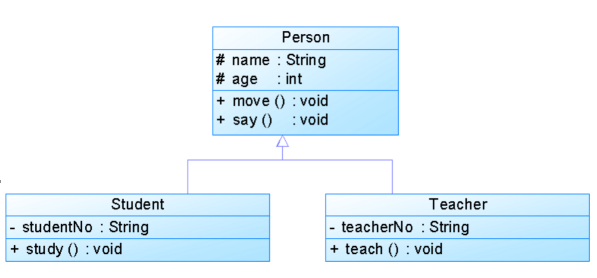 Person
# name : String
# age : int
+ move () : void
+ say () : void
Student
- studentNo : String
+ study () : void
Teacher
- teacherNo : String
+ teach () : void